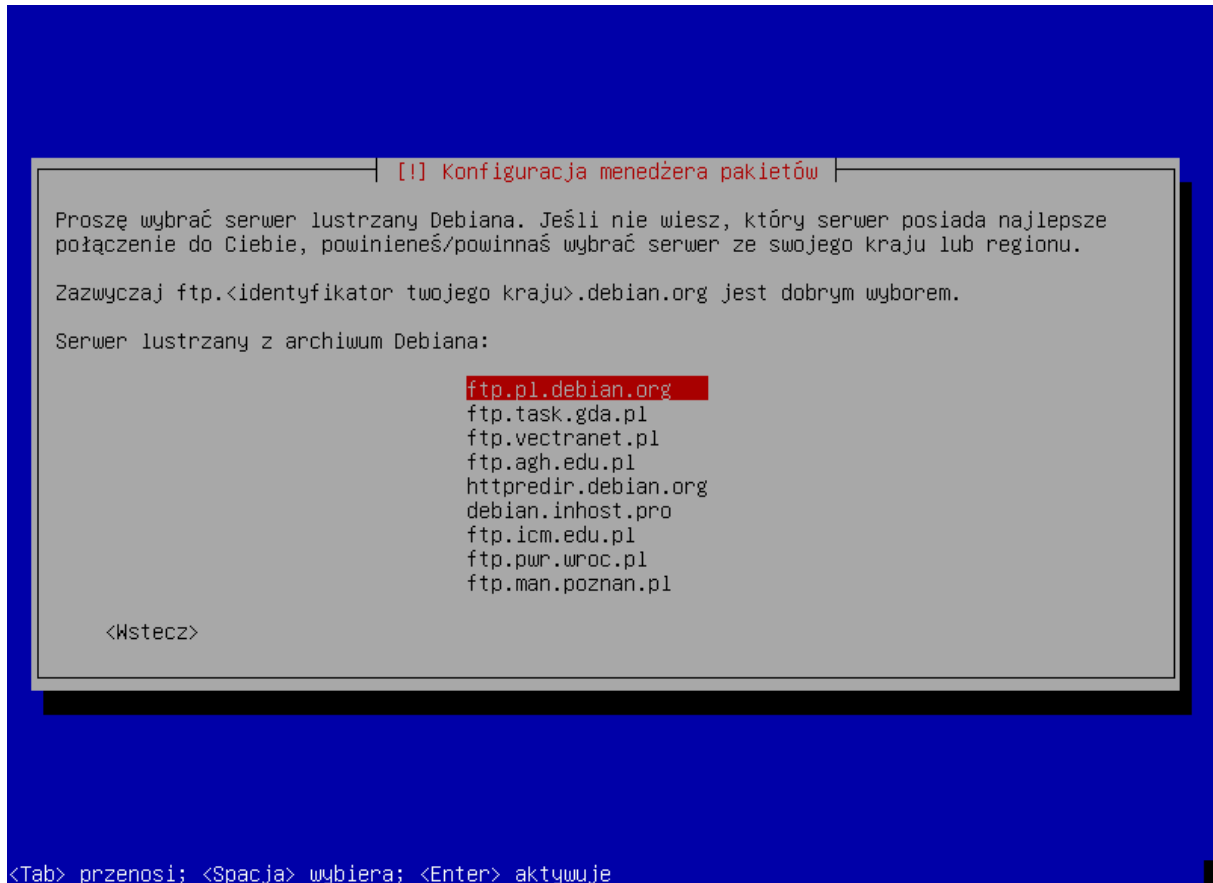 [!] Konfiguracja menedżera pakietów
Proszę wybrać serwer lustrzany Debiana. Jeśli nie wiesz, który serwer posiada najlepsze
połączenie do Ciebie, powinieneś/powinnaś wybrać serwer ze swojego kraju lub regionu.
Zazwyczaj ftp.<identyfikator twojego kraju>.debian.org jest dobrym wyborem.
Serwer lustrzany z archiwum Debiana:
ftp.pl.debian.org
ftp.task.gda.pl
ftp.vectranet.pl
ftp.agh.edu.pl
httpredir.debian.org
debian.inhost.pro
ftp.icm.edu.pl
ftp.pwr.wroc.pl
ftp.man.poznan.pl
<Wstecz>
<Tab> przenosi; <Spacja> wybiera; <Enter> aktywuje